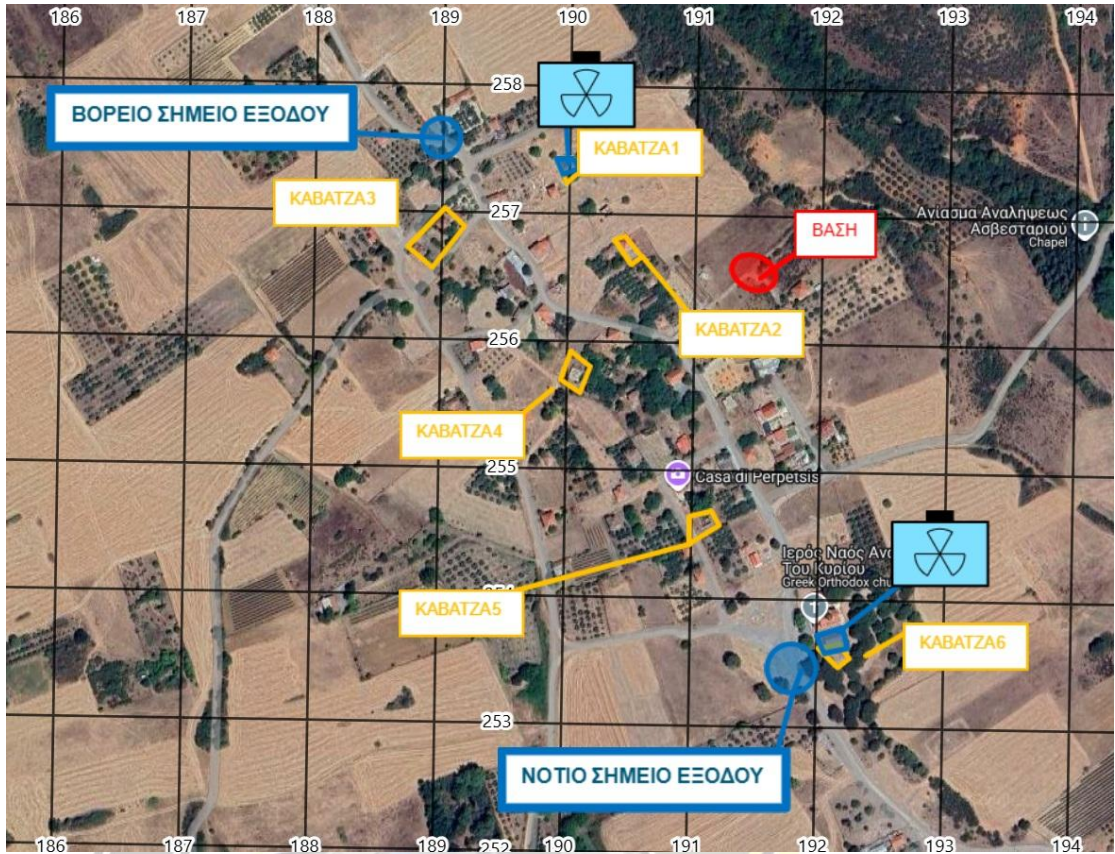 188 189 190 191 192 193 194
186
187
258
ΒΟΡΕΙΟ ΣΗΜΕΙΟ ΕΞΟΔΟΥ
ΚΑΒΑΤΖΑ1
ΚΑΒΑΤΖΑ3
257
ΒΑΣΗ
Αγίασμα Αναλήψεως
Ασβεσταριού
Chapel
ΚΑΒΑΤΖΑ2
256
ΚΑΒΑΤΖΑ4
255
Casa di Perpetsis
Ιερός Ναός Ανα
Του Κυρίου
Greek Orthodox chu
254
ΚΑΒΑΤΖΑ5
ΚΑΒΑΤΖΑ6
253
ΝΟΤΙΟ ΣΗΜΕΙΟ ΕΞΟΔΟΥ
252
186 187 188 189 190 191 192 193 194